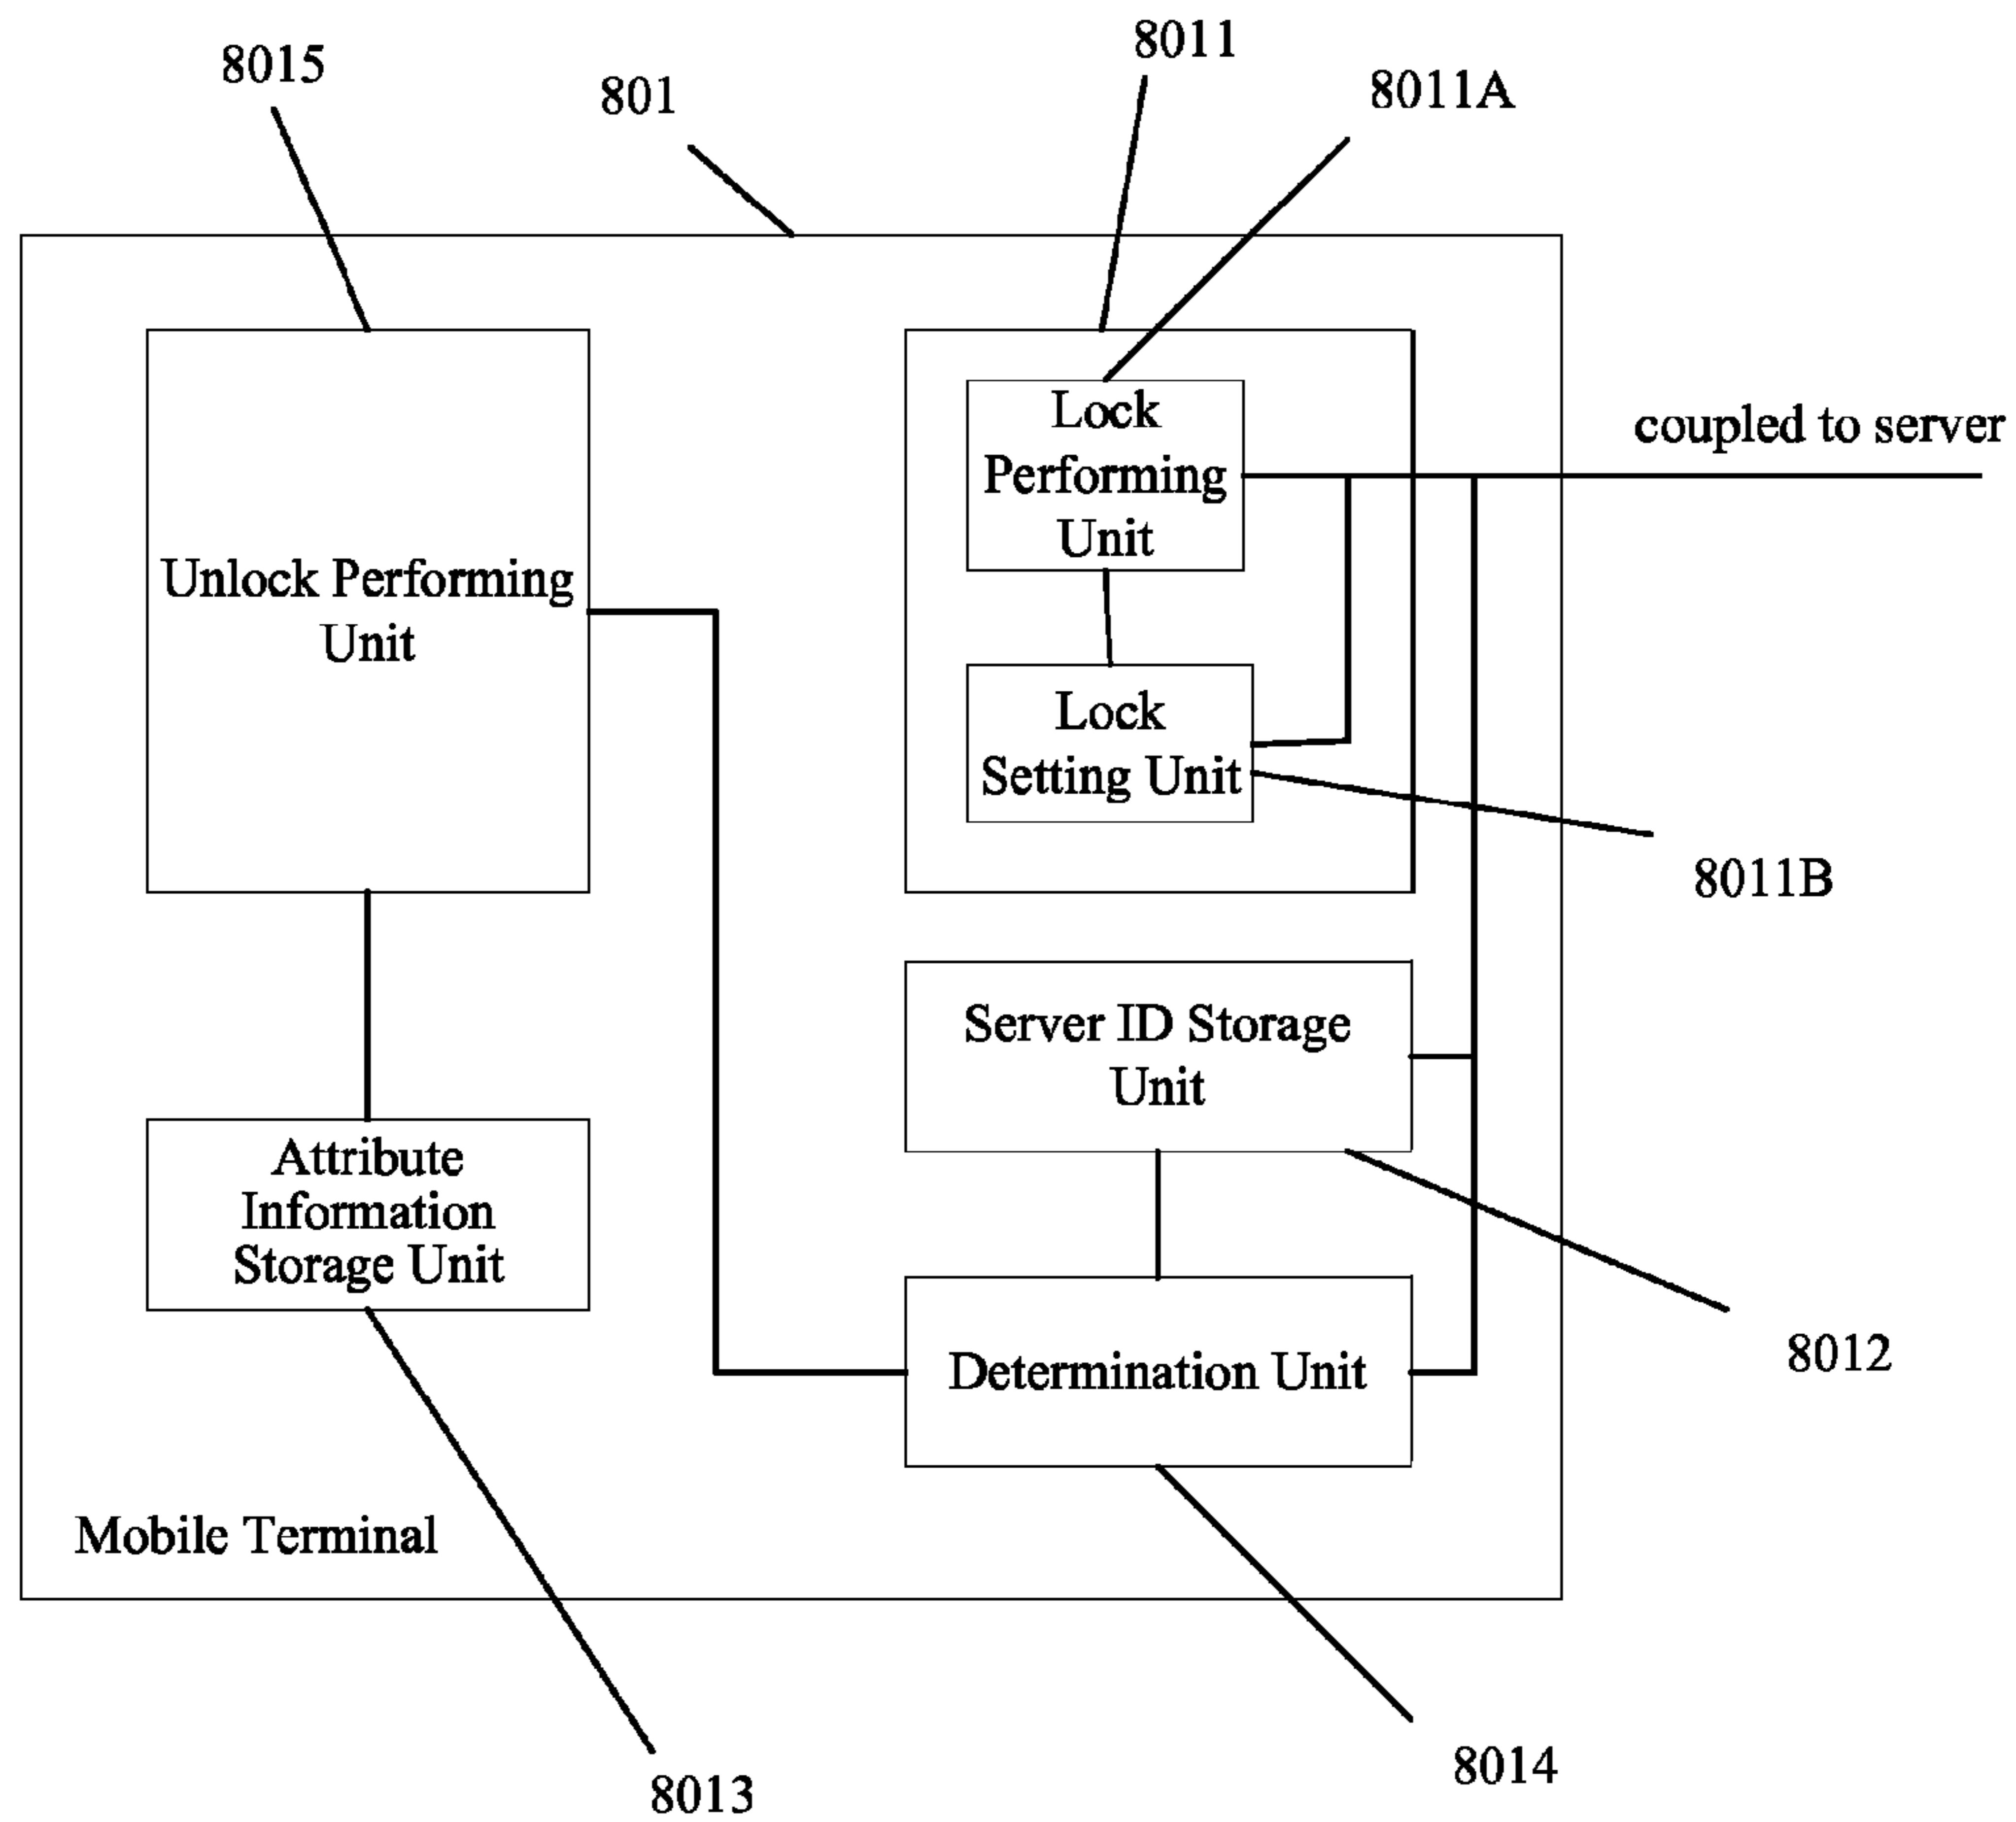 8015
801
8011
8011A
Lock
Performing
Unit
coupled to server
Unlock Performing
Unit
Lock
Setting Unit
8011B
Server ID Storage
Unit
Attribute
Information
Storage Unit
8012
Determination Unit
Mobile Terminal
8014
8013